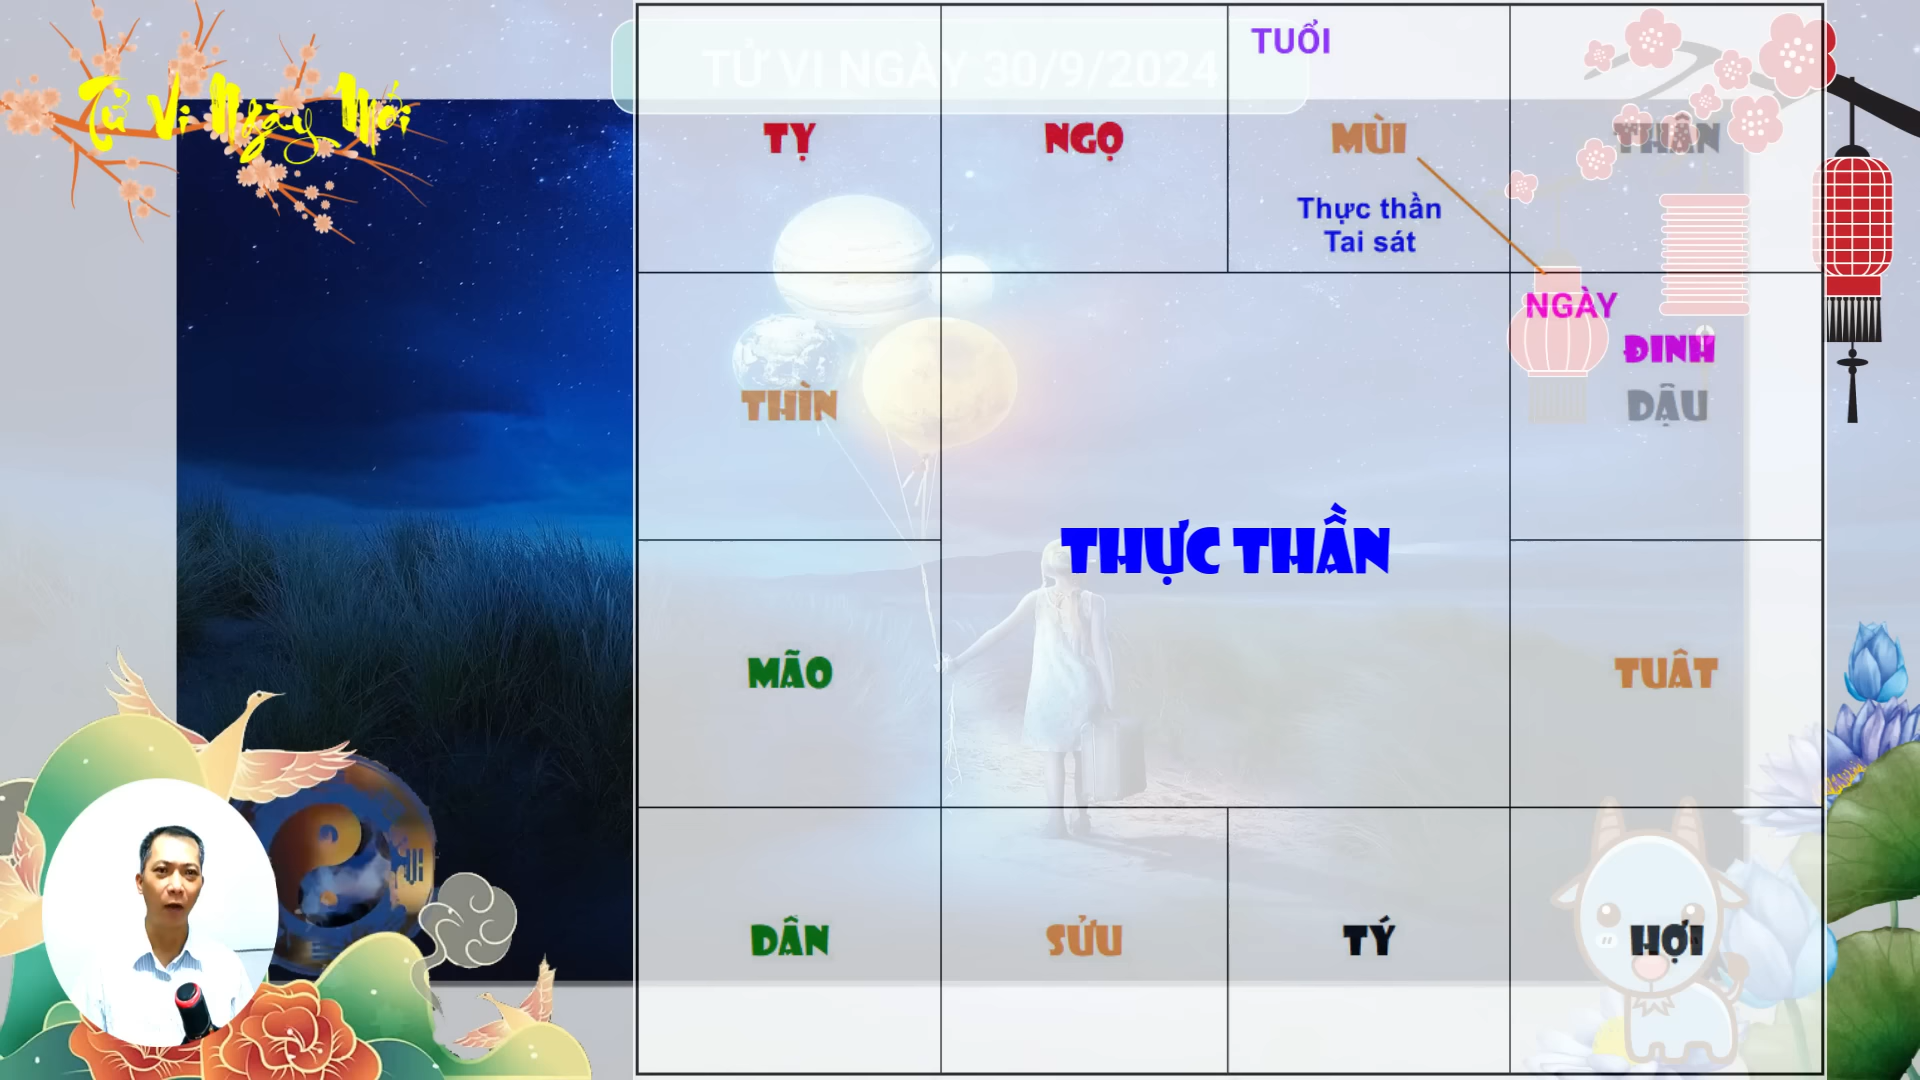 Tử Vi Ngày Mới
TỬ VI NGÀY 30/9/2024
TUỔI
TỴ
NGỌ
MÙI
THÂN
Thực thần
Tai sát
NGÀY
ĐINH
DẬU
THÌN
THỰC THẦN
MÃO
TUÂT
DẦN
SỬU
TÝ
HỢI